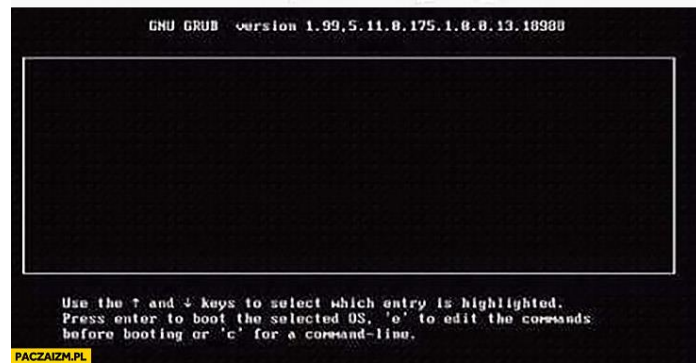 GNU GRUB version 1.99,5.11.0.175.1.0.0.13.18988
Use the ↑ and ↓ keys to select which entry is highlighted.
Press enter to boot the selected OS, 'e' to edit the commands
before booting or 'c' for a command-line.
PACZAIZM.PL